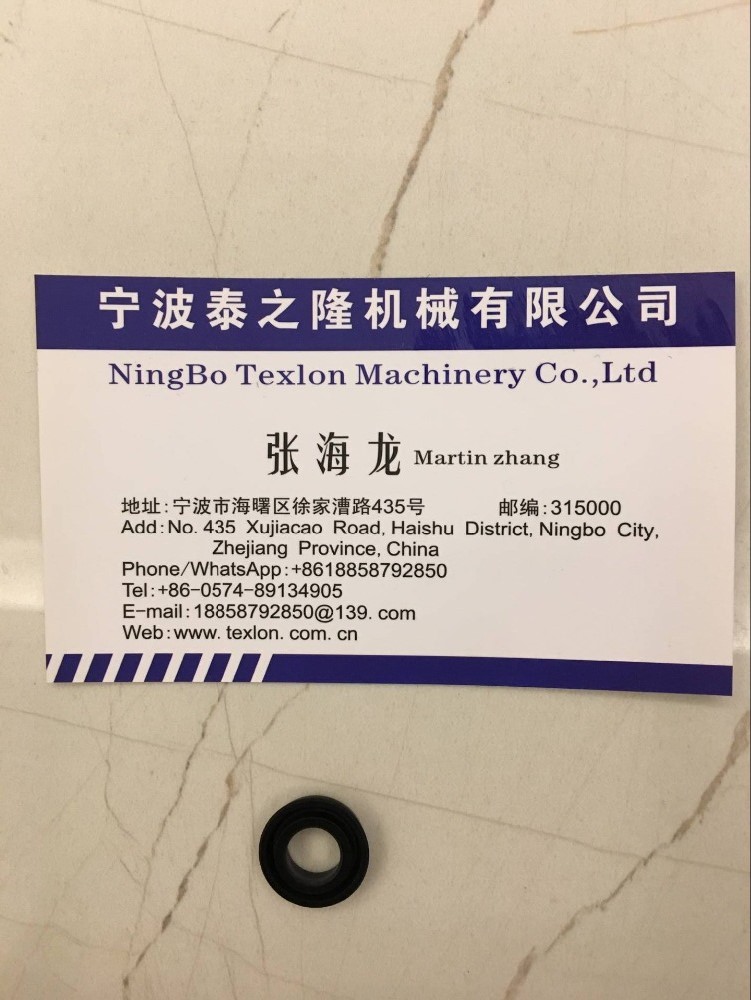 宁波泰之隆机械有限公司
NingBo Texlon Machinery Co.,Ltd
张海龙 Martin zhang
地址:宁波市海曙区徐家漕路435号 邮编:315000
Add:No. 435 Xujiacao Road, Haishu District, Ningbo City,
Zhejiang Province, China
Phone/WhatsApp:+8618858792850
Tel:+86-0574-89134905
E-mail:18858792850@139. com
Web:www. texlon. com. cn